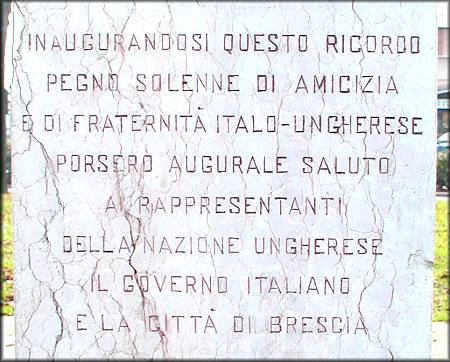 INAUGURANDOSI QUESTO RICORDO
PEGNO SOLENNE DI AMICIZIA
E DI FRATERNITÀ ITALO-UNGHERESE
PORSERO AUGURALE SALUTO
AI RAPPRESENTANTI
DELLA NAZIONE UNGHERESE
IL GOVERNO ITALIANO
E LA CITTÀ DI BRESCIA